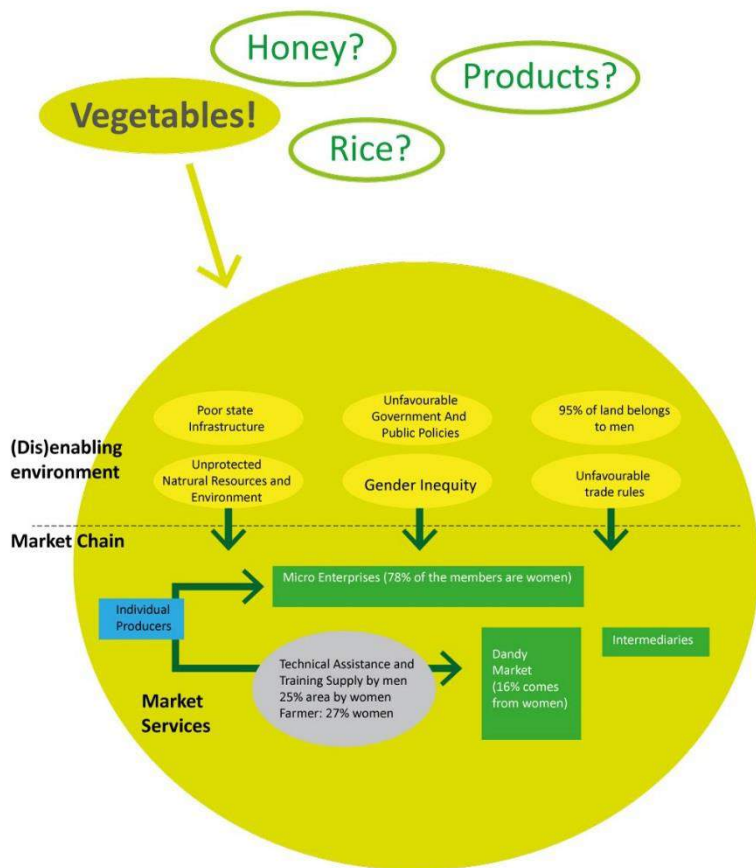 Honey?
Products?
Vegetables!
Rice?
(Dis)enabling
environment
Poor state
Infrastructure
Unfavourable
Government And
Public Policies
95% of land belongs
to men
Unprotected
Natrural Resources and
Environment
Gender Inequity
Unfavourable
trade rules
Market Chain
Micro Enterprises (78% of the members are women)
Individual
Producers
Technical Assistance and
Training Supply by men
25% area by women
Farmer: 27% women
Dandy
Market
(16% comes
from women)
Intermediaries
Market
Services